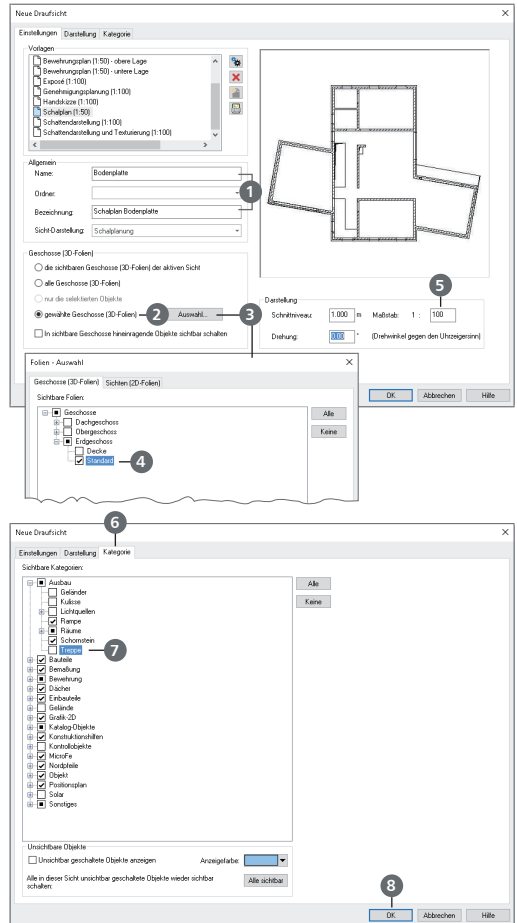 Neue Draufsicht
Einstellungen Darstellung Kategorie
Vorlagen
Bewehrungsplan (1:50) - obere Lage
Bewehrungsplan (1:50) - untere Lage
Exposé (1:100)
Genehmigungsplanung (1:100)
Handskizze (1:100)
Schalplan (1:50)
Schattendarstellung (1:100)
Schattendarstellung und Texturierung (1:100)
Allgemein
Name: Bodenplatte
Ordner:
1
Bezeichnung: Schalplan Bodenplatte
Sicht-Darstellung: Schalplanung
Geschosse (3D-Folien)
die sichtbaren Geschosse (3D-Folien) der aktiven Sicht
alle Geschosse (3D-Folien)
nur die selektierten Objekte
gewählte Geschosse (3D-Folien) 2 Auswahl... 3
In sichtbare Geschosse hineinragende Objekte sichtbar schalten
5
Darstellung
Schnittniveau: 1.000 m Maßstab: 1 : 100
Drehung: 0.00 ° (Drehwinkel gegen den Uhrzeigersinn)
OK Abbrechen Hilfe
Folien - Auswahl
Geschosse (3D-Folien) Sichten (2D-Folien)
Sichtbare Folien:
Geschosse
Dachgeschoss
Obergeschoss
Erdgeschoss
Decke
Standard 4
Alle
Keine
6
Neue Draufsicht
Einstellungen Darstellung Kategorie
Sichtbare Kategorien:
Ausbau
Geländer
Kulisse
Lichtquellen
Rampe
Räume
Schornstein
Treppe 7
Bauteile
Bemaßung
Bewehrung
Dächer
Einbauteile
Gelände
Grafik-2D
Katalog-Objekte
Konstruktionshilfen
Kontrollobjekte
MicroFe
Nordpfeile
Objekt
Positionsplan
Solar
Sonstiges
Alle
Keine
Unsichtbare Objekte
Unsichtbar geschaltete Objekte anzeigen Anzeigefarbe:
Alle in dieser Sicht unsichtbar geschaltete Objekte wieder sichtbar
schalten: Alle sichtbar
8
OK Abbrechen Hilfe